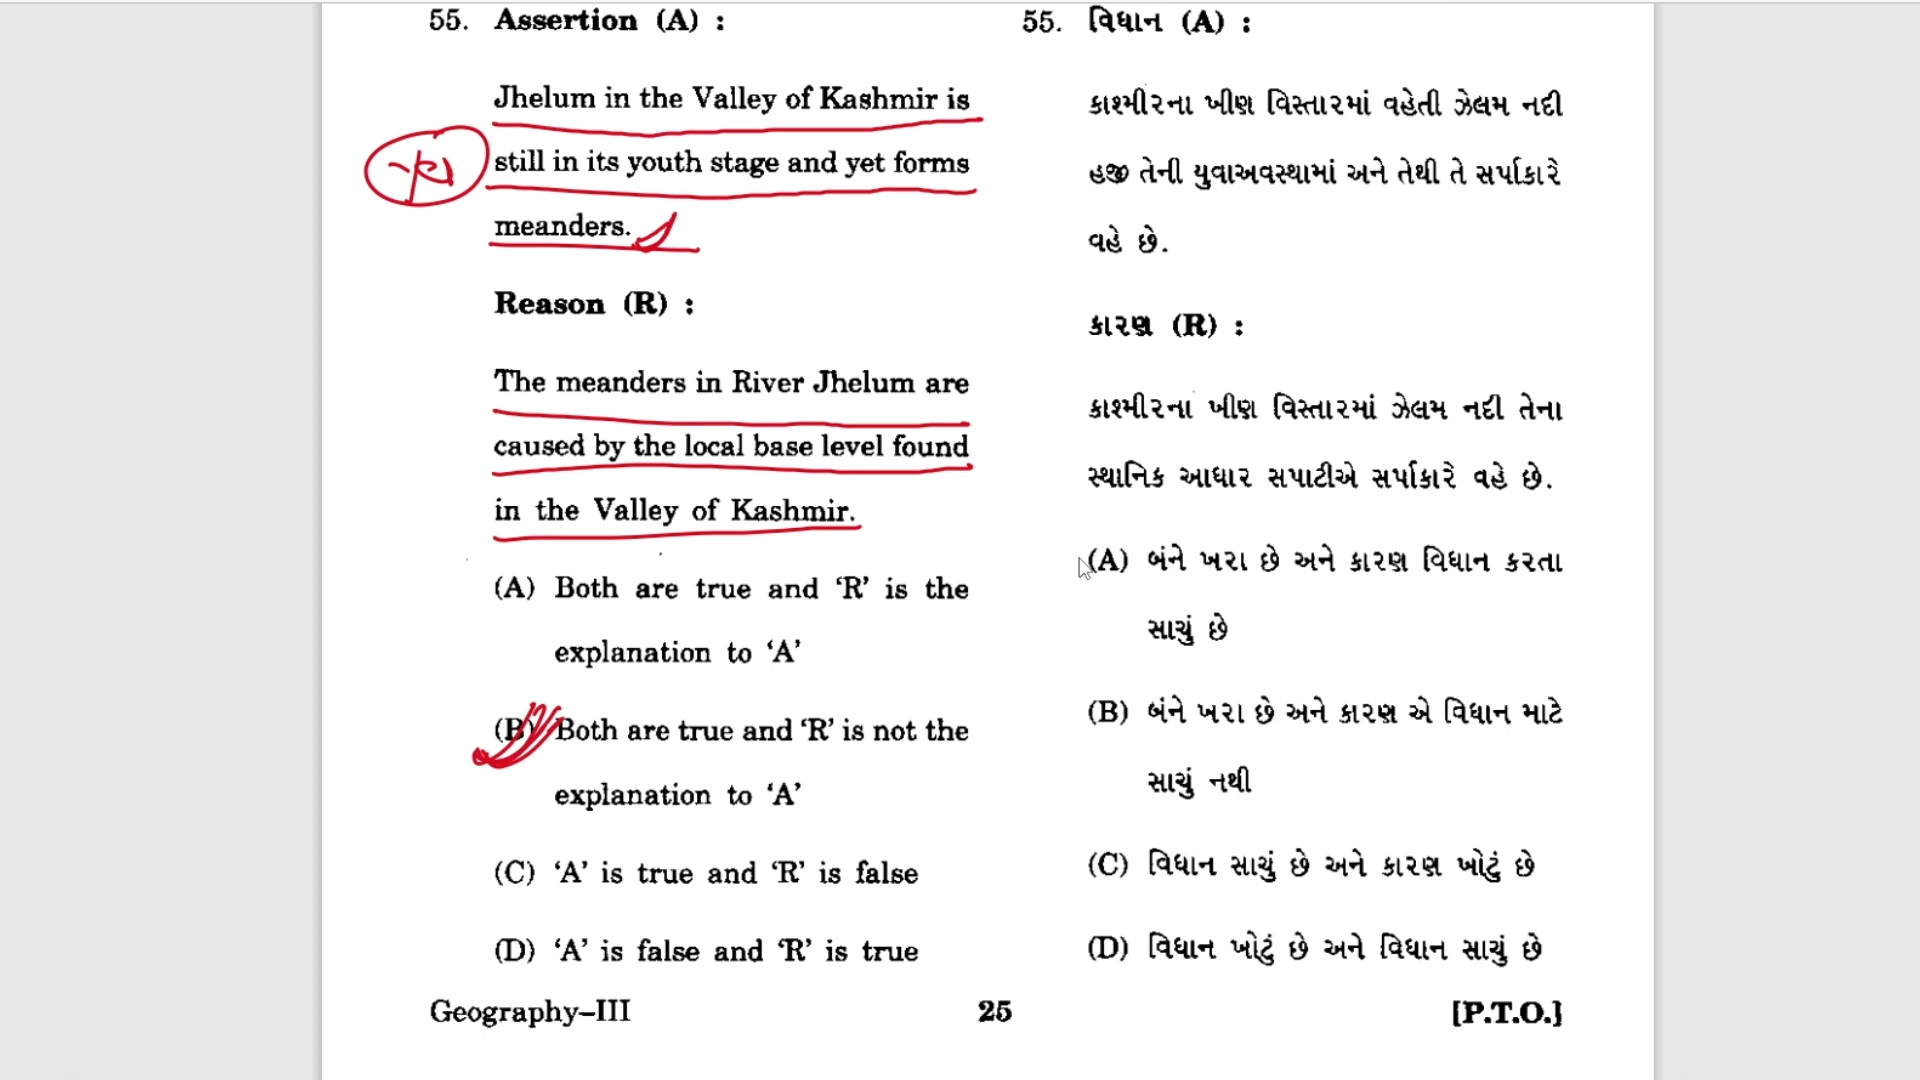 55. Assertion (A) :
Jhelum in the Valley of Kashmir is
still in its youth stage and yet forms
meanders.
Reason (R) :
The meanders in River Jhelum are
caused by the local base level found
in the Valley of Kashmir.
(A) Both are true and ‘R’ is the
explanation to ‘A’
(B) Both are true and ‘R’ is not the
explanation to ‘A’
(C) ‘A’ is true and ‘R’ is false
(D) ‘A’ is false and ‘R’ is true
55. વિધાન (A) :
કાશ્મીરના ખીણ વિસ્તારમાં વહેતી ઝેલમ નદી
હજી તેની યુવાઅવસ્થામાં અને તેથી તે સર્પાકારે
વહે છે.
કારણ (R) :
કાશ્મીરના ખીણ વિસ્તારમાં ઝેલમ નદી તેના
સ્થાનિક આધાર સપાટીએ સર્પાકારે વહે છે.
(A) બંને ખરા છે અને કારણ વિધાન કરતા
સાચું છે
(B) બંને ખરા છે અને કારણ એ વિધાન માટે
સાચું નથી
(C) વિધાન સાચું છે અને કારણ ખોટું છે
(D) વિધાન ખોટું છે અને વિધાન સાચું છે
Geography–III 25 [P.T.O.]